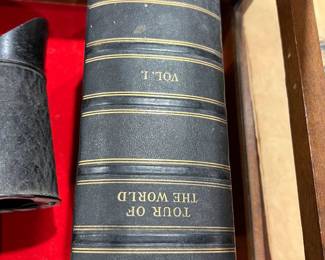 TOUR OF
THE WORLD
VOL. I.